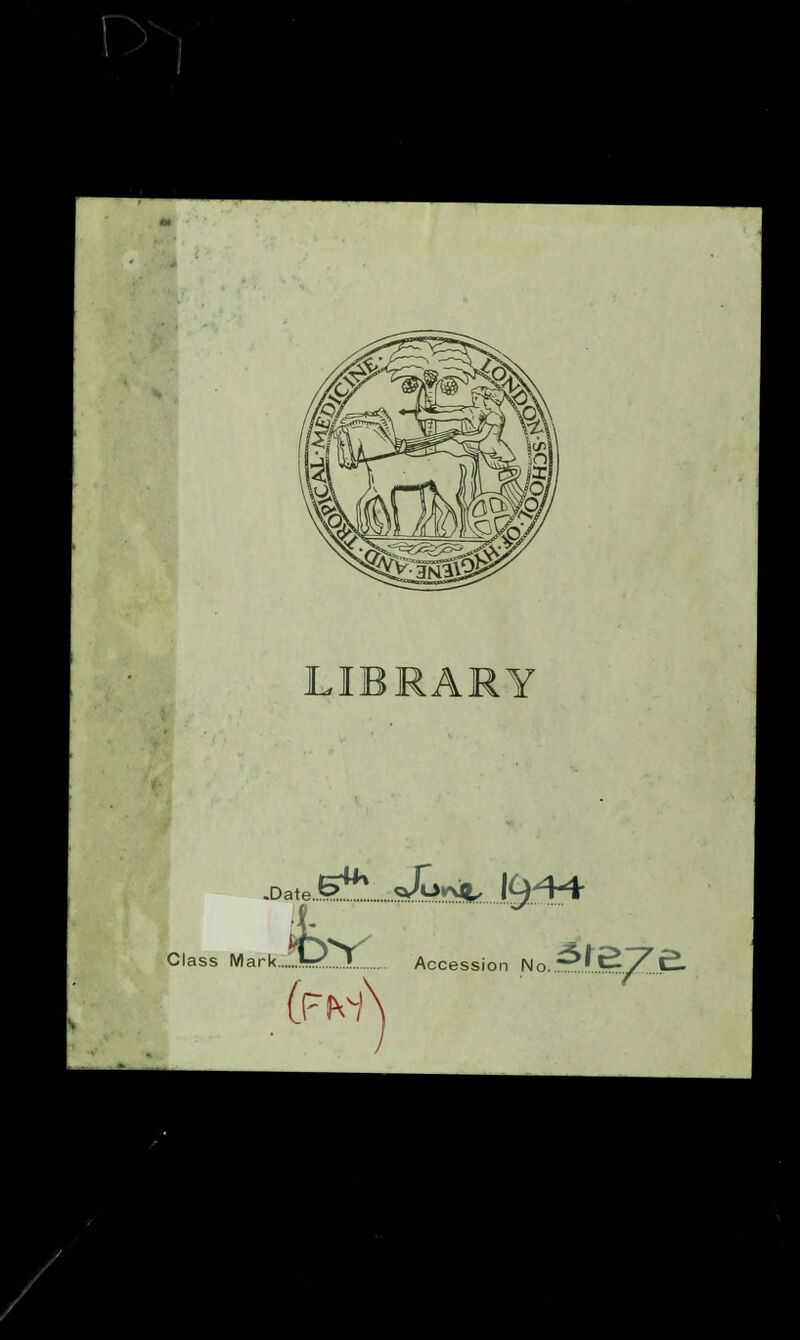 DY
LONDON·SCHOOL·OF·HYGIENE·AND·TROPICAL·MEDICINE·
LIBRARY
Date 5th June 1944
Class Mark DY Accession No. 31272
(FAY)